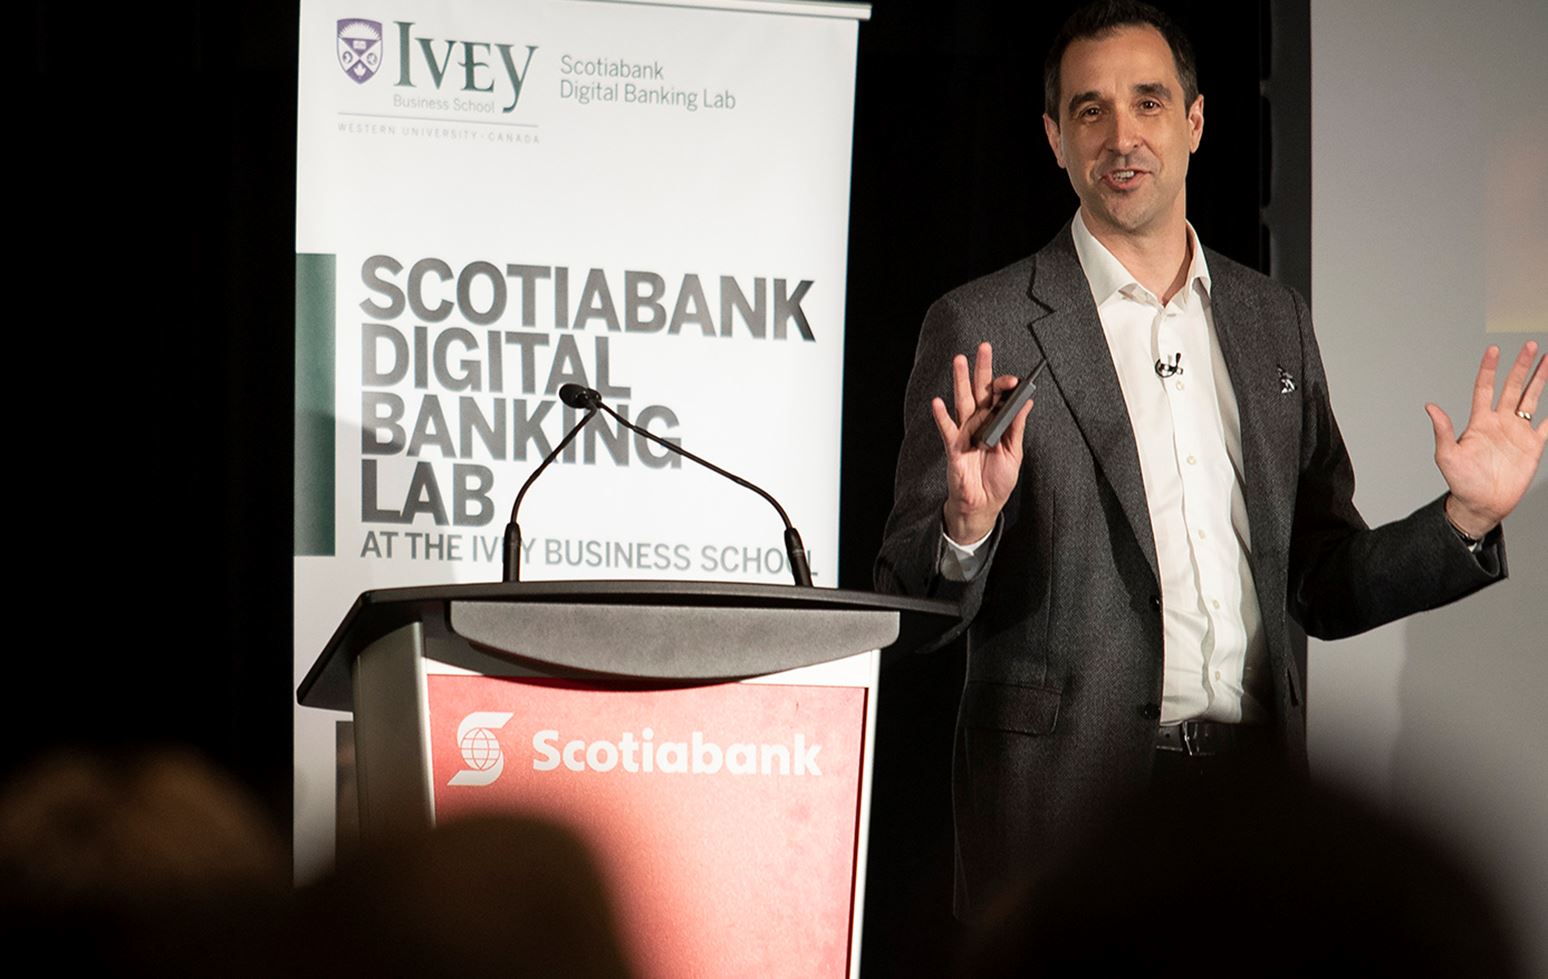 IVEY
Business School
WESTERN UNIVERSITY · CANADA
Scotiabank
Digital Banking Lab
SCOTIABANK
DIGITAL
BANKING
LAB
AT THE IVEY BUSINESS SCHOOL
Scotiabank